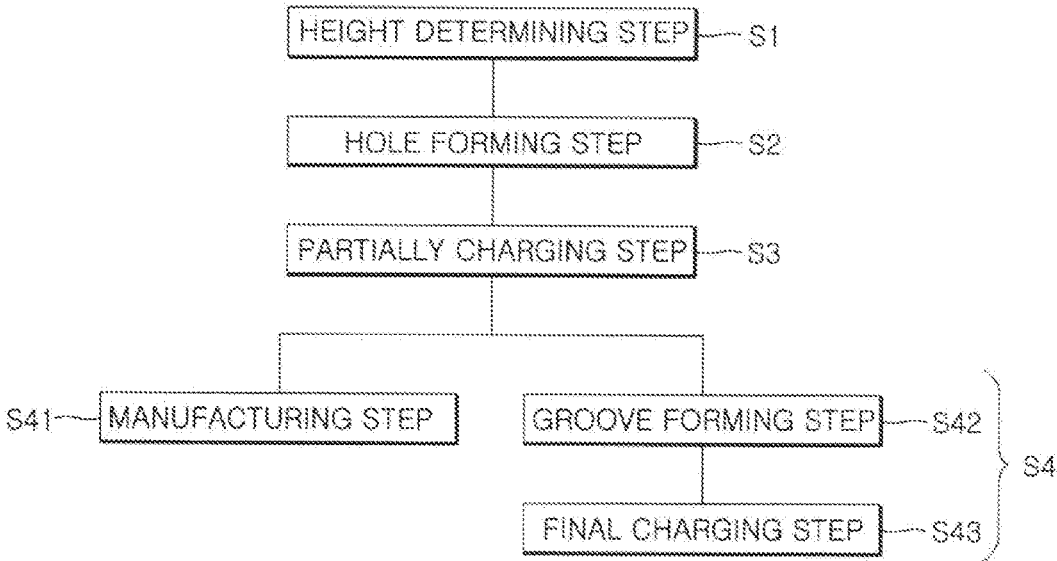 HEIGHT DETERMINING STEP S1
HOLE FORMING STEP S2
PARTIALLY CHARGING STEP S3
S41 MANUFACTURING STEP
GROOVE FORMING STEP S42
S4
FINAL CHARGING STEP S43